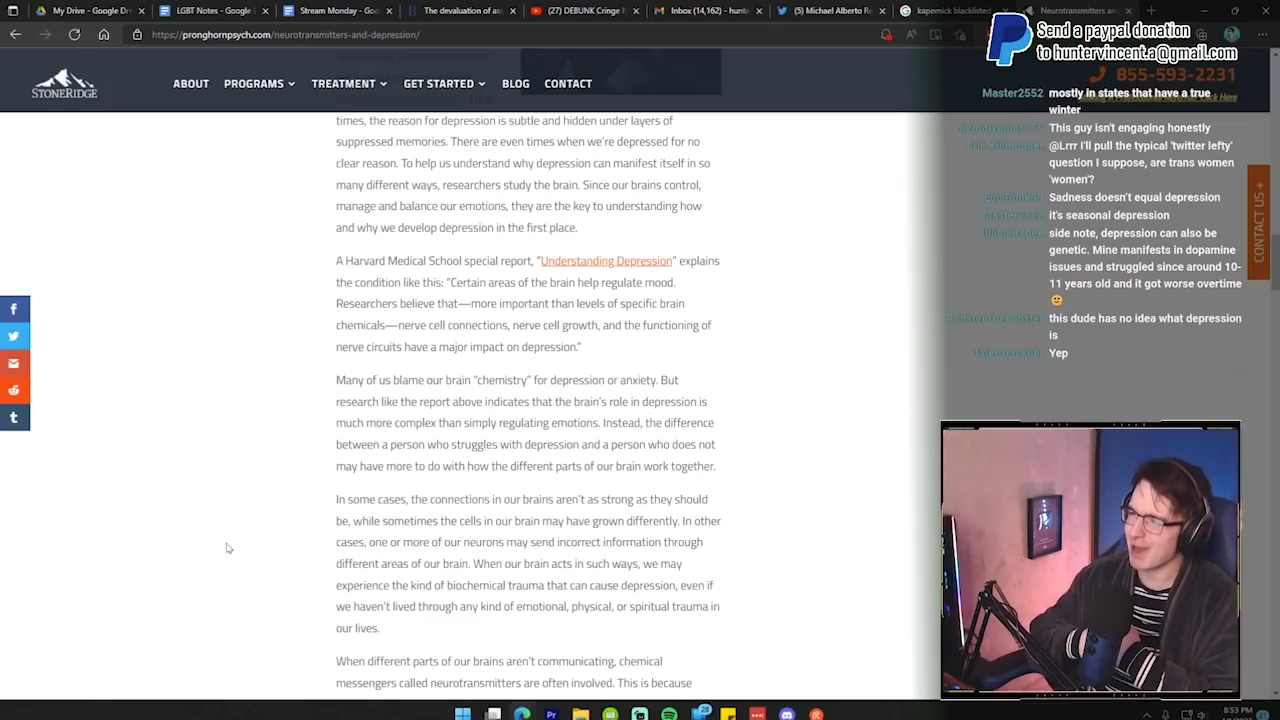 My Drive - Google Dr
LGBT Notes - Google
Stream Monday - Goo
The devaluation of as
(27) DEBUNK Cringe F
Inbox (14,162) - hunte
(5) Michael Alberto Re
kapernick blacklisted
Neurotransmitters and
https://pronghornpsych.com/neurotransmitters-and-depression/
Send a paypal donation
to huntervincent.a@gmail.com
STONERIDGE
ABOUT
PROGRAMS
TREATMENT
GET STARTED
BLOG
CONTACT
855-593-2231
Click Here
times, the reason for depression is subtle and hidden under layers of
suppressed memories. There are even times when we're depressed for no
clear reason. To help us understand why depression can manifest itself in so
many different ways, researchers study the brain. Since our brains control,
manage and balance our emotions, they are the key to understanding how
and why we develop depression in the first place.
A Harvard Medical School special report, “Understanding Depression” explains
the condition like this: “Certain areas of the brain help regulate mood.
Researchers believe that—more important than levels of specific brain
chemicals—nerve cell connections, nerve cell growth, and the functioning of
nerve circuits have a major impact on depression.”
Many of us blame our brain “chemistry” for depression or anxiety. But
research like the report above indicates that the brain's role in depression is
much more complex than simply regulating emotions. Instead, the difference
between a person who struggles with depression and a person who does not
may have more to do with how the different parts of our brain work together.
In some cases, the connections in our brains aren't as strong as they should
be, while sometimes the cells in our brain may have grown differently. In other
cases, one or more of our neurons may send incorrect information through
different areas of our brain. When our brain acts in such ways, we may
experience the kind of biochemical trauma that can cause depression, even if
we haven't lived through any kind of emotional, physical, or spiritual trauma in
our lives.
When different parts of our brains aren't communicating, chemical
messengers called neurotransmitters are often involved. This is because
Master2552 mostly in states that have a true
winter
This guy isn't engaging honestly
Eric Killmonger @Lrrr I'll pull the typical 'twitter lefty'
question I suppose, are trans women
'women'?
Sadness doesn't equal depression
Master2552 it's seasonal depression
side note, depression can also be
genetic. Mine manifests in dopamine
issues and struggled since around 10-
11 years old and it got worse overtime
this dude has no idea what depression
is
Yep
CONTACT US +
28
8:53 PM